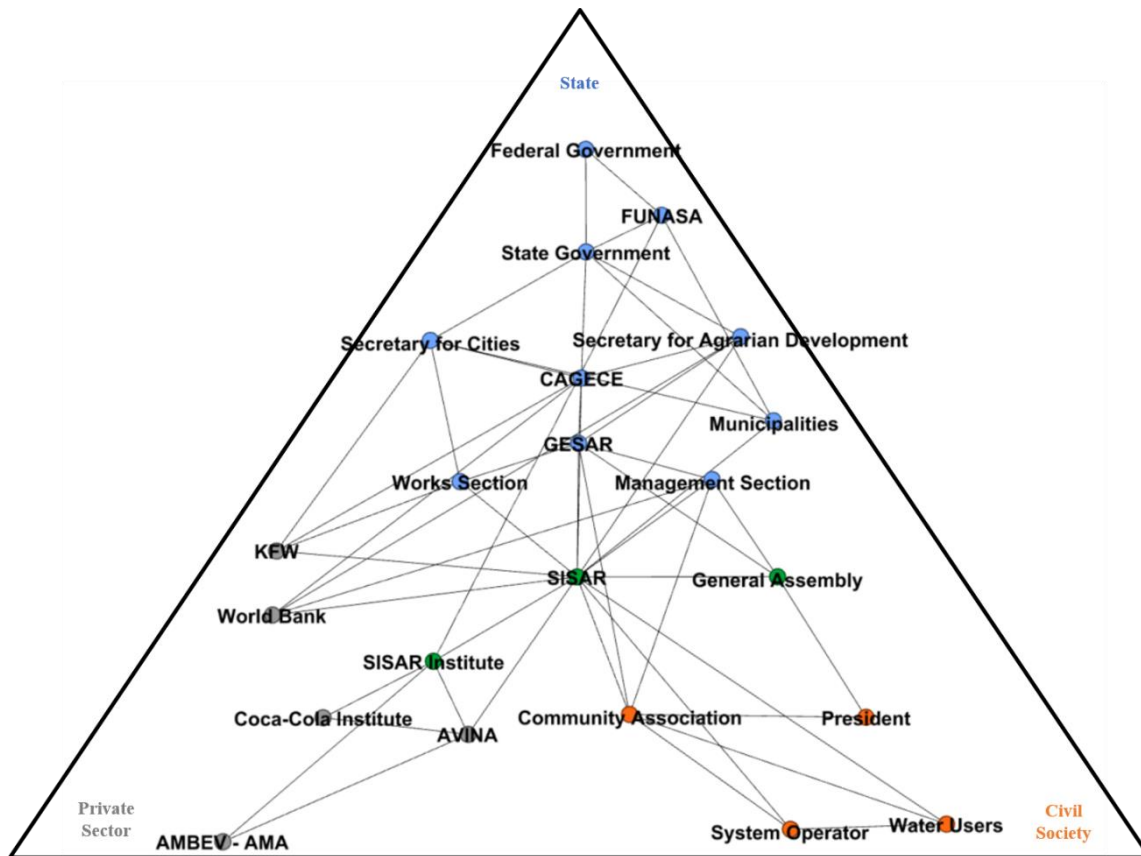 State
Federal Government
FUNASA
State Government
Secretary for Cities
Secretary for Agrarian Development
CAGECE
Municipalities
GESAR
Works Section
Management Section
KFW
SISAR
General Assembly
World Bank
SISAR Institute
Coca-Cola Institute
Community Association
President
AVINA
Private
Sector
Civil
Society
AMBEV - AMA
System Operator
Water Users